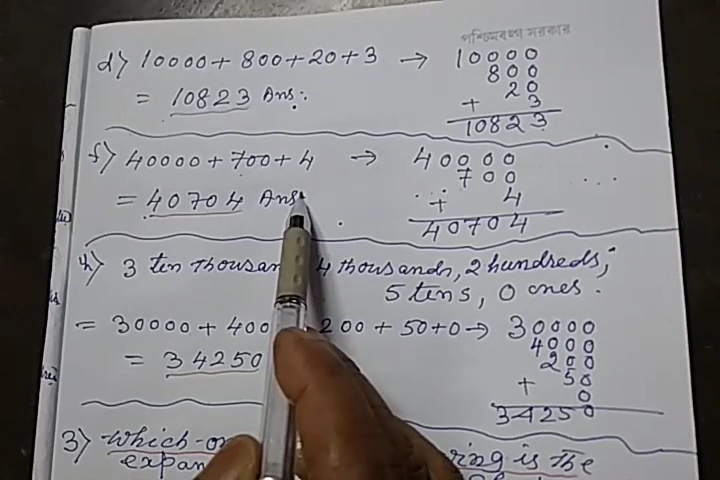 পশ্চিমবঙ্গ সরকার
d) 10000 + 800 + 20 + 3 → 10000
800
20
+ 3
= 10823 Ans:
10823
f) 40000 + 700 + 4 → 40000
700
+ 4
= 40704 Ans
40704
h) 3 ten thousan 4 thousands, 2 hundreds,
5 tens, 0 ones.
= 30000 + 400 + 200 + 50 + 0 → 30000
4000
200
+ 50
0
= 34250
34250
3) Which on ring is the
expan